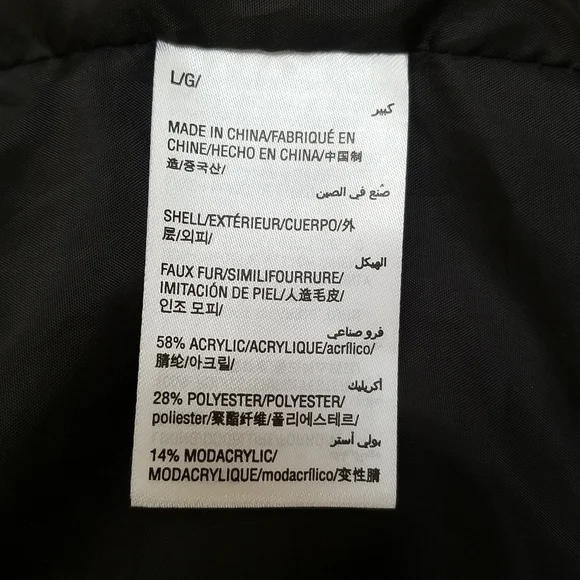 L/G/
كبير
MADE IN CHINA/FABRIQUÉ EN
CHINE/HECHO EN CHINA/中国制
造/중국산/
صُنع في الصين
SHELL/EXTÉRIEUR/CUERPO/外
层/외피/
الهيكل
FAUX FUR/SIMILIFOURRURE/
IMITACIÓN DE PIEL/人造毛皮/
인조 모피/
فرو صناعي
58% ACRYLIC/ACRYLIQUE/acrílico/
腈纶/아크릴/
أكريليك
28% POLYESTER/POLYESTER/
poliester/聚酯纤维/폴리에스테르/
بولي أستر
14% MODACRYLIC/
MODACRYLIQUE/modacrílico/变性腈